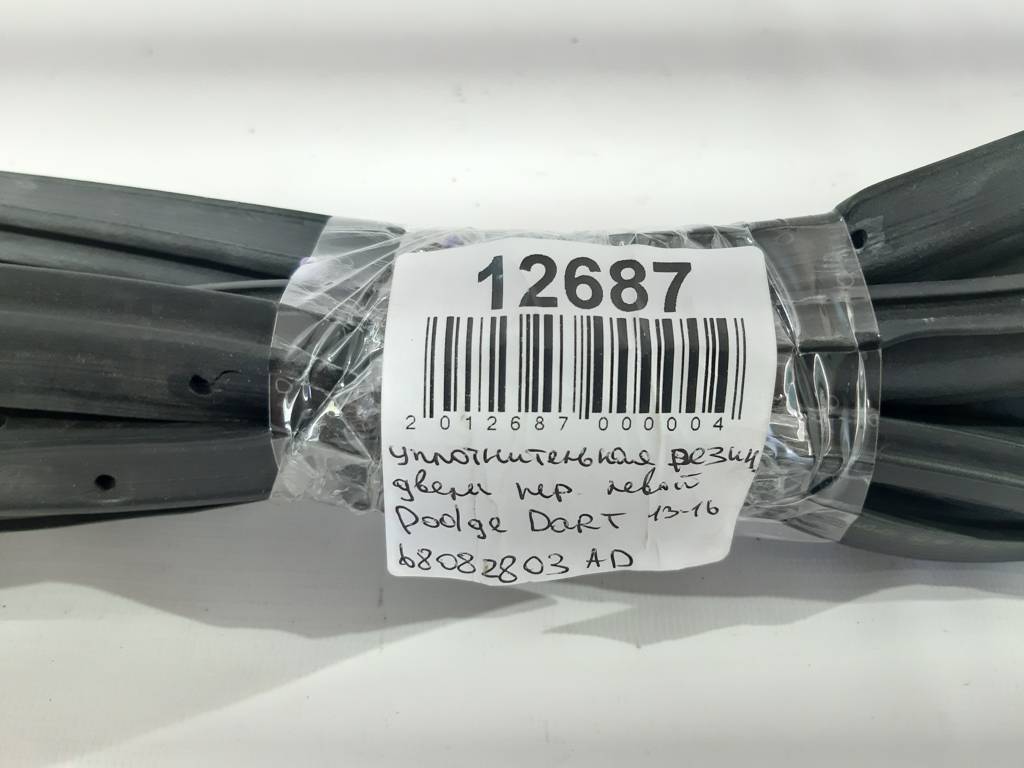 12687
2 012687 000004
уплотнительная резин
двери пер левой
Dodge DaRT 13-16
68082803 AD